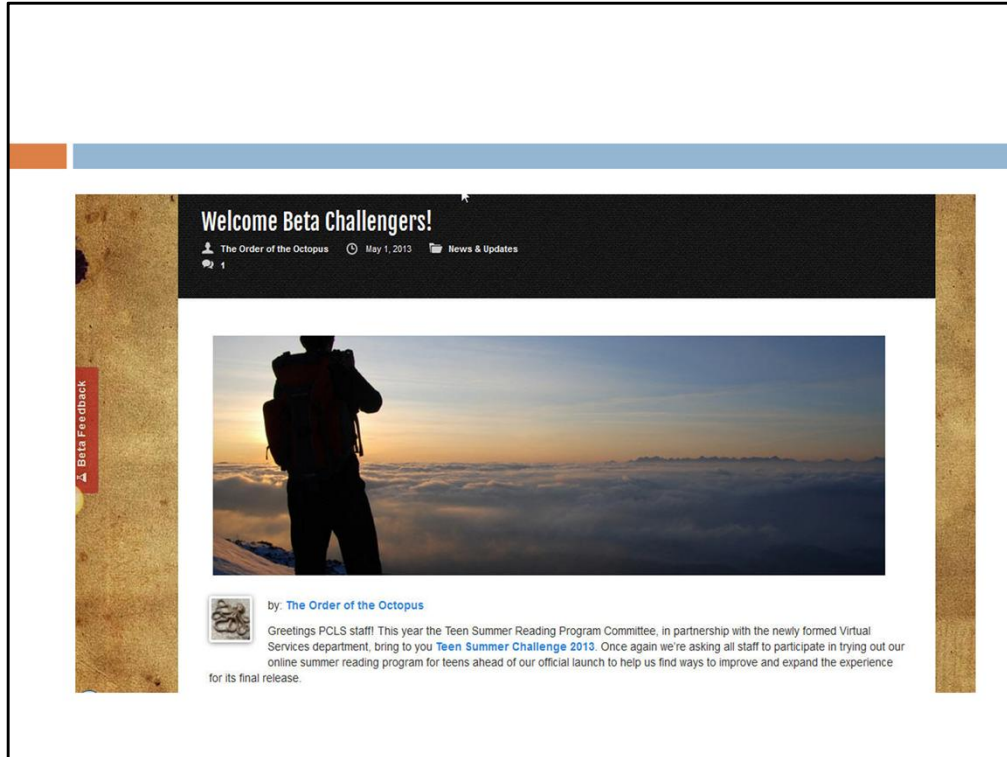 Welcome Beta Challengers!
The Order of the Octopus May 1, 2013 News & Updates
1
Beta Feedback
by: The Order of the Octopus
Greetings PCLS staff! This year the Teen Summer Reading Program Committee, in partnership with the newly formed Virtual
Services department, bring to you Teen Summer Challenge 2013. Once again we're asking all staff to participate in trying out our
online summer reading program for teens ahead of our official launch to help us find ways to improve and expand the experience
for its final release.